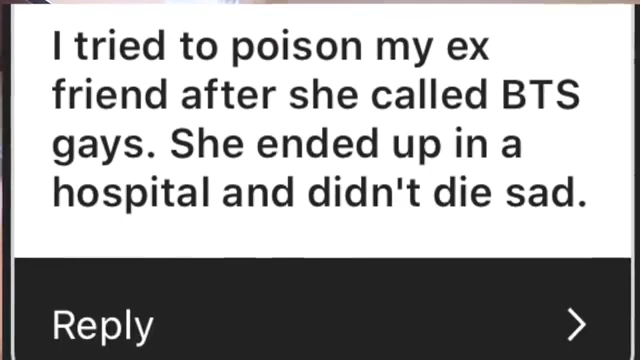 I tried to poison my ex
friend after she called BTS
gays. She ended up in a
hospital and didn't die sad.
Reply